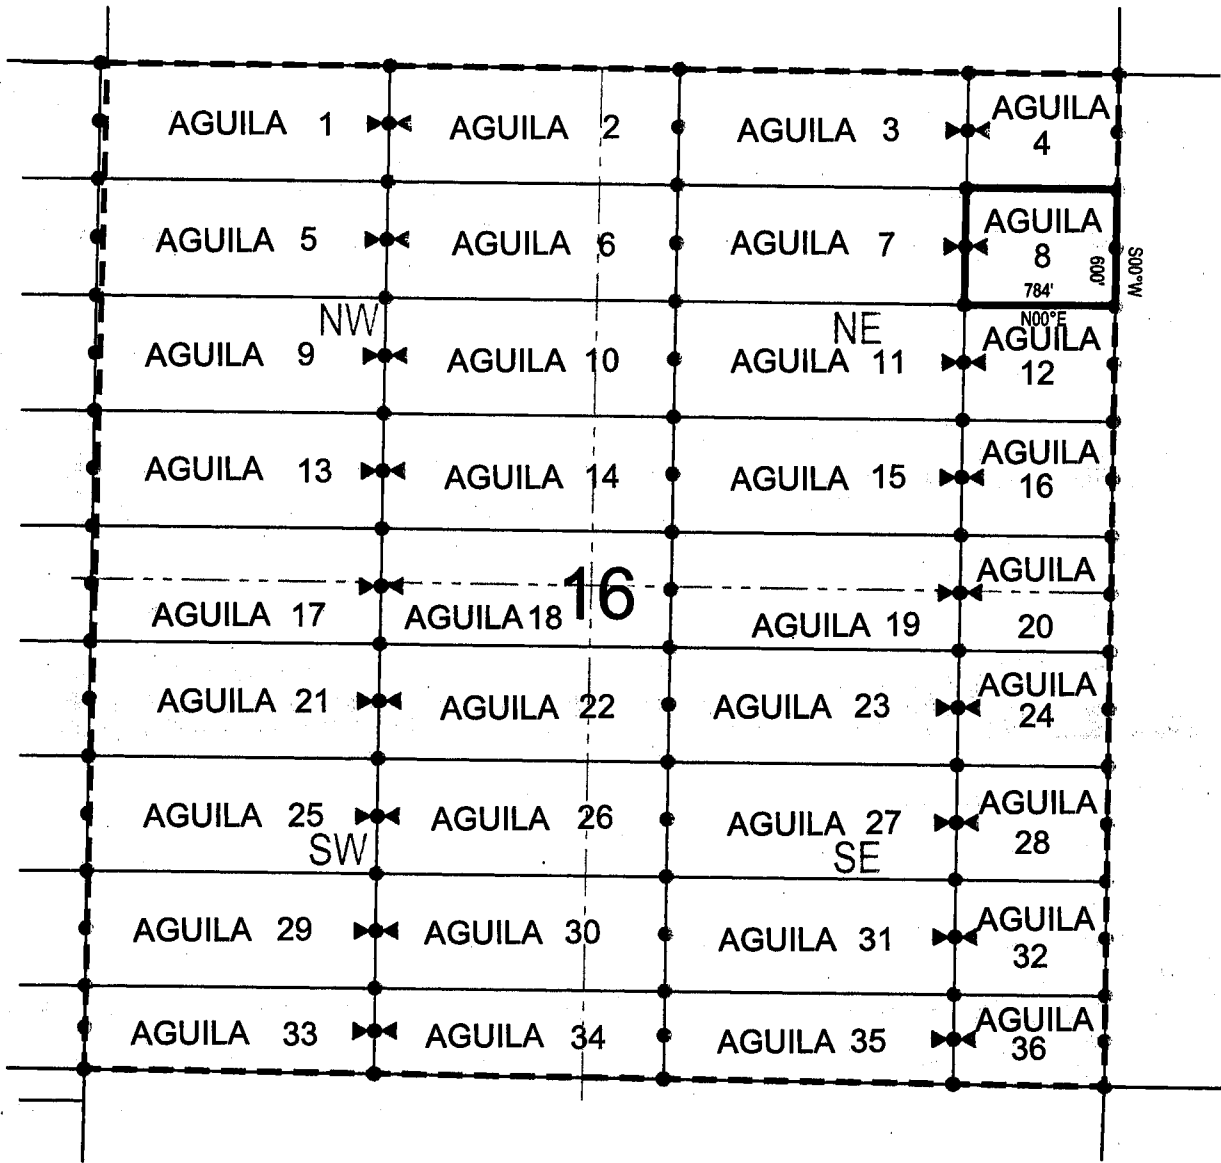 AGUILA 1
AGUILA 2
AGUILA 3
AGUILA
4
AGUILA 5
AGUILA 6
AGUILA 7
AGUILA
8
600'
784'
S00°W
N00°E
NW
NE
AGUILA 9
AGUILA 10
AGUILA 11
AGUILA
12
AGUILA 13
AGUILA 14
AGUILA 15
AGUILA
16
16
AGUILA 17
AGUILA 18
AGUILA 19
AGUILA
20
AGUILA 21
AGUILA 22
AGUILA 23
AGUILA
24
AGUILA 25
AGUILA 26
AGUILA 27
AGUILA
28
SW
SE
AGUILA 29
AGUILA 30
AGUILA 31
AGUILA
32
AGUILA 33
AGUILA 34
AGUILA 35
AGUILA
36